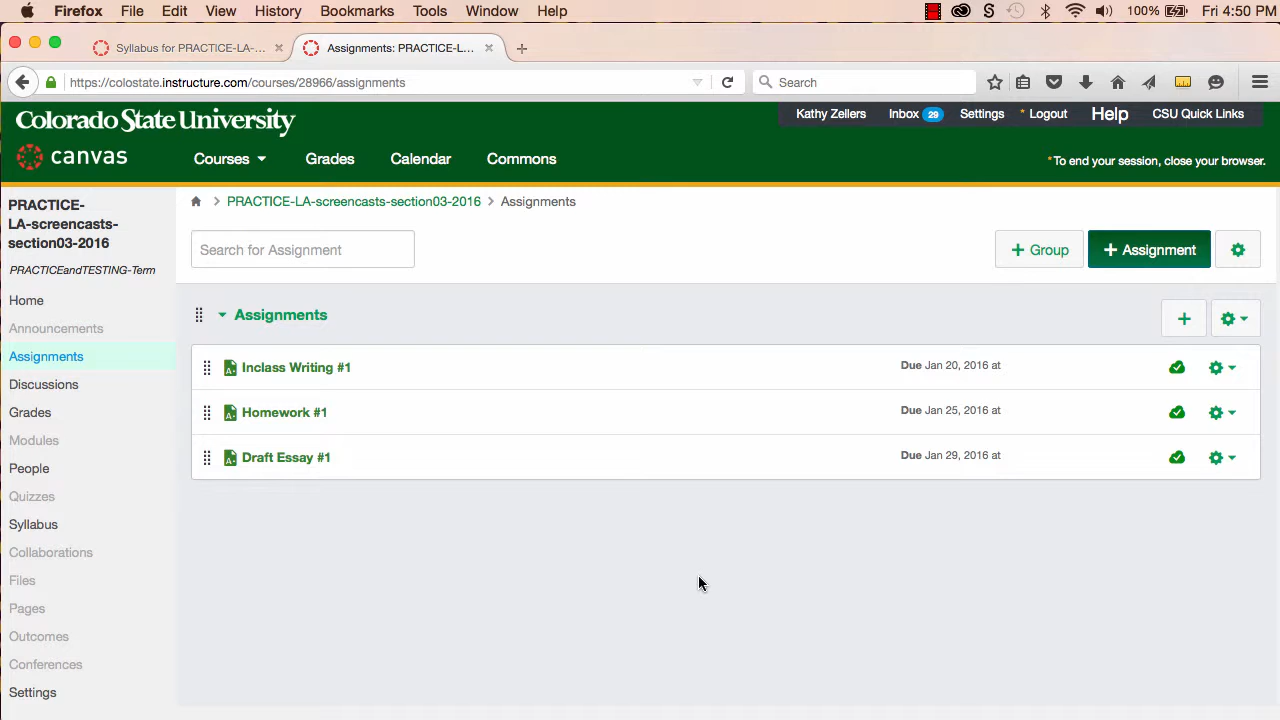 Firefox File Edit View History Bookmarks Tools Window Help 100% Fri 4:50 PM
Syllabus for PRACTICE-LA-... Assignments: PRACTICE-L...
https://colostate.instructure.com/courses/28966/assignments Search
Colorado State University Kathy Zellers Inbox 29 Settings * Logout Help CSU Quick Links
canvas Courses Grades Calendar Commons *To end your session, close your browser.
PRACTICE-
LA-screencasts-
section03-2016
PRACTICEandTESTING-Term
Home
Announcements
Assignments
Discussions
Grades
Modules
People
Quizzes
Syllabus
Collaborations
Files
Pages
Outcomes
Conferences
Settings
PRACTICE-LA-screencasts-section03-2016 > Assignments
Search for Assignment + Group + Assignment
Assignments +
Inclass Writing #1 Due Jan 20, 2016 at
Homework #1 Due Jan 25, 2016 at
Draft Essay #1 Due Jan 29, 2016 at